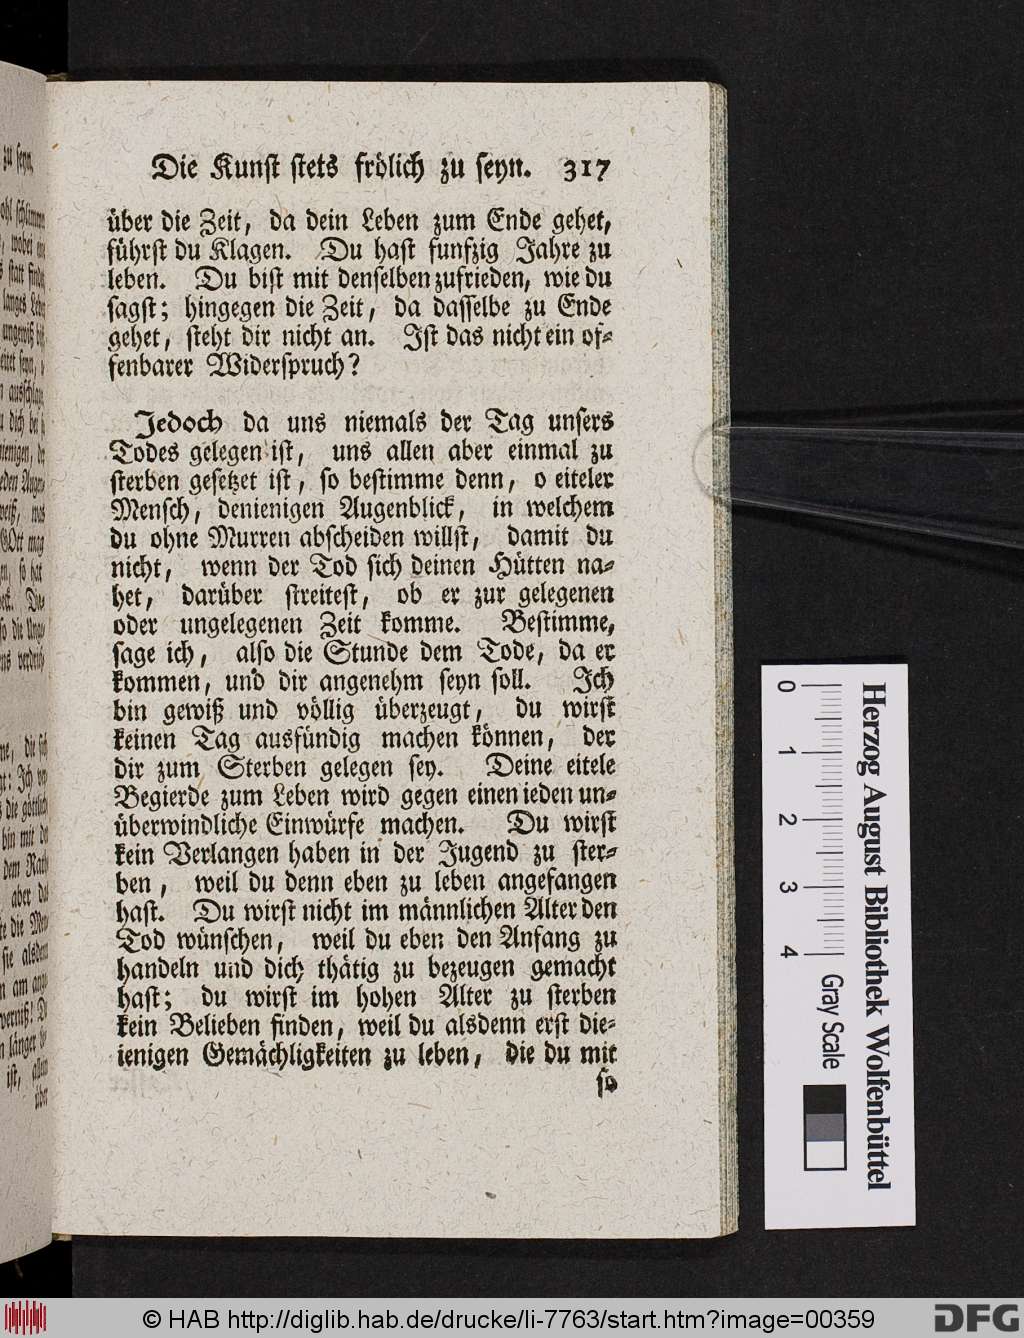 Die Kunſt ſtets frölich zu ſeyn. 317
über die Zeit, da dein Leben zum Ende gehet,
führſt du Klagen. Du haſt funfzig Jahre zu
leben. Du biſt mit denſelben zufrieden, wie du
ſagſt; hingegen die Zeit, da daſſelbe zu Ende
gehet, ſteht dir nicht an. Iſt das nicht ein of-
fenbarer Widerſpruch?
Jedoch da uns niemals der Tag unſers
Todes gelegen iſt, uns allen aber einmal zu
ſterben geſetzet iſt, ſo beſtimme denn, o eiteler
Menſch, denienigen Augenblick, in welchem
du ohne Murren abſcheiden willſt, damit du
nicht, wenn der Tod ſich deinen Hütten na-
het, darüber ſtreiteſt, ob er zur gelegenen
oder ungelegenen Zeit komme. Beſtimme,
ſage ich, alſo die Stunde dem Tode, da er
kommen, und dir angenehm ſeyn ſoll. Ich
bin gewiß und völlig überzeugt, du wirſt
keinen Tag ausfündig machen können, der
dir zum Sterben gelegen ſey. Deine eitele
Begierde zum Leben wird gegen einen ieden un-
überwindliche Einwürfe machen. Du wirſt
kein Verlangen haben in der Jugend zu ſter-
ben, weil du denn eben zu leben angefangen
haſt. Du wirſt nicht im männlichen Alter den
Tod wünſchen, weil du eben den Anfang zu
handeln und dich thätig zu bezeugen gemacht
haſt; du wirſt im hohen Alter zu ſterben
kein Belieben finden, weil du alsdenn erſt die-
ienigen Gemächligkeiten zu leben, die du mit
ſo
0 1 2 3 4
Gray Scale
Herzog August Bibliothek Wolfenbüttel
© HAB http://diglib.hab.de/drucke/li-7763/start.htm?image=00359
DFG